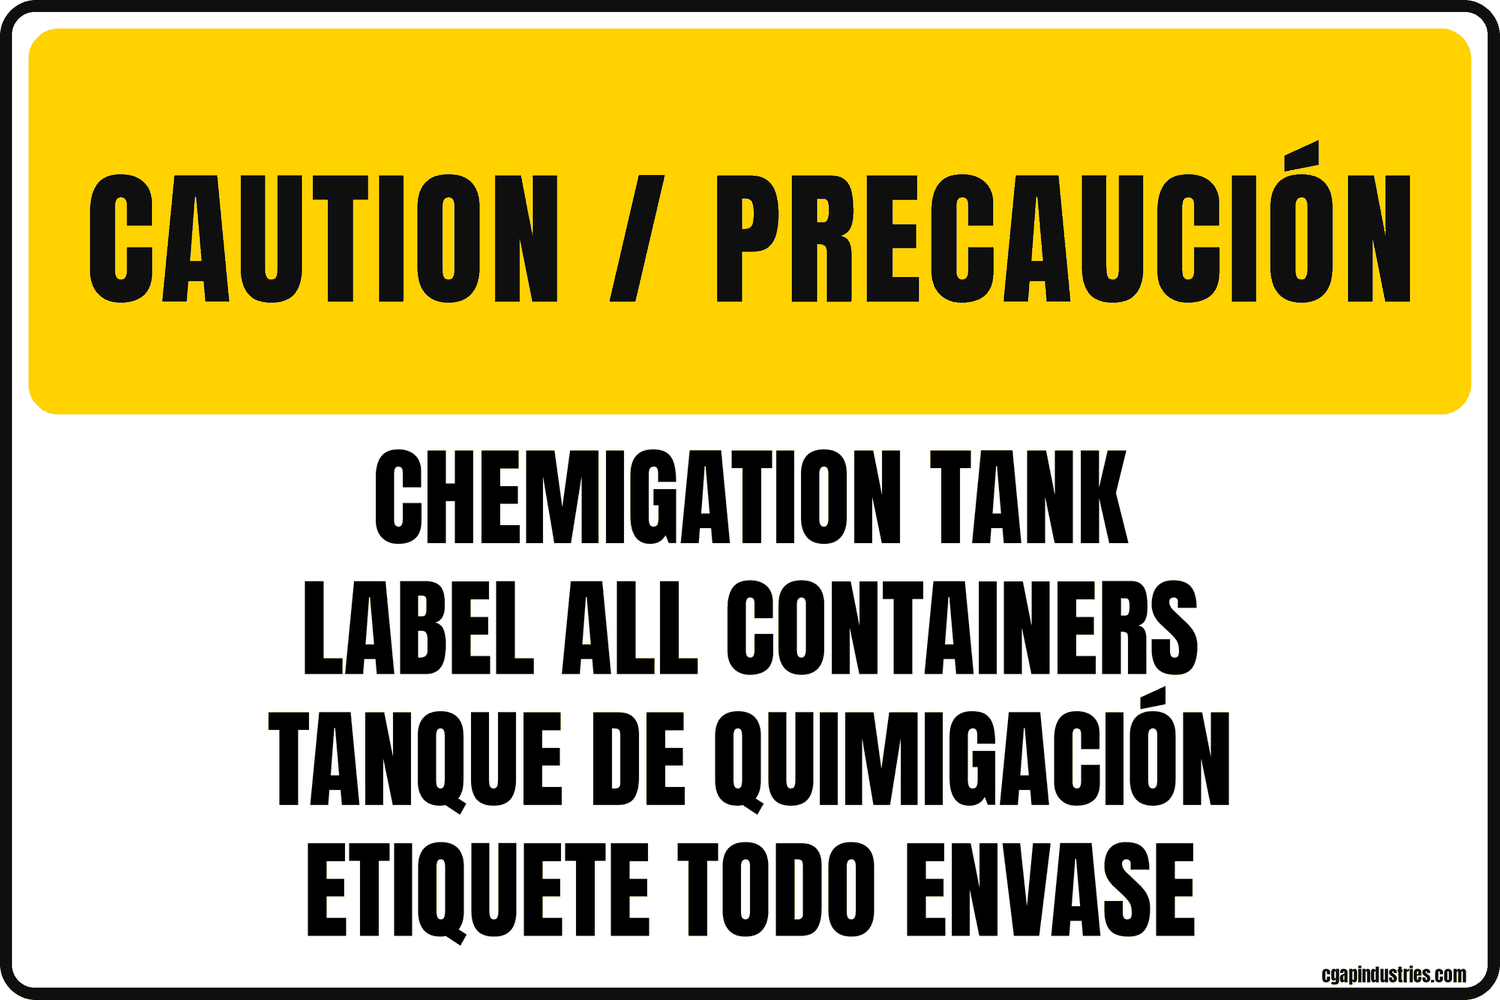 CAUTION / PRECAUCIÓN
CHEMIGATION TANK
LABEL ALL CONTAINERS
TANQUE DE QUIMIGACIÓN
ETIQUETE TODO ENVASE
cgapindustries.com